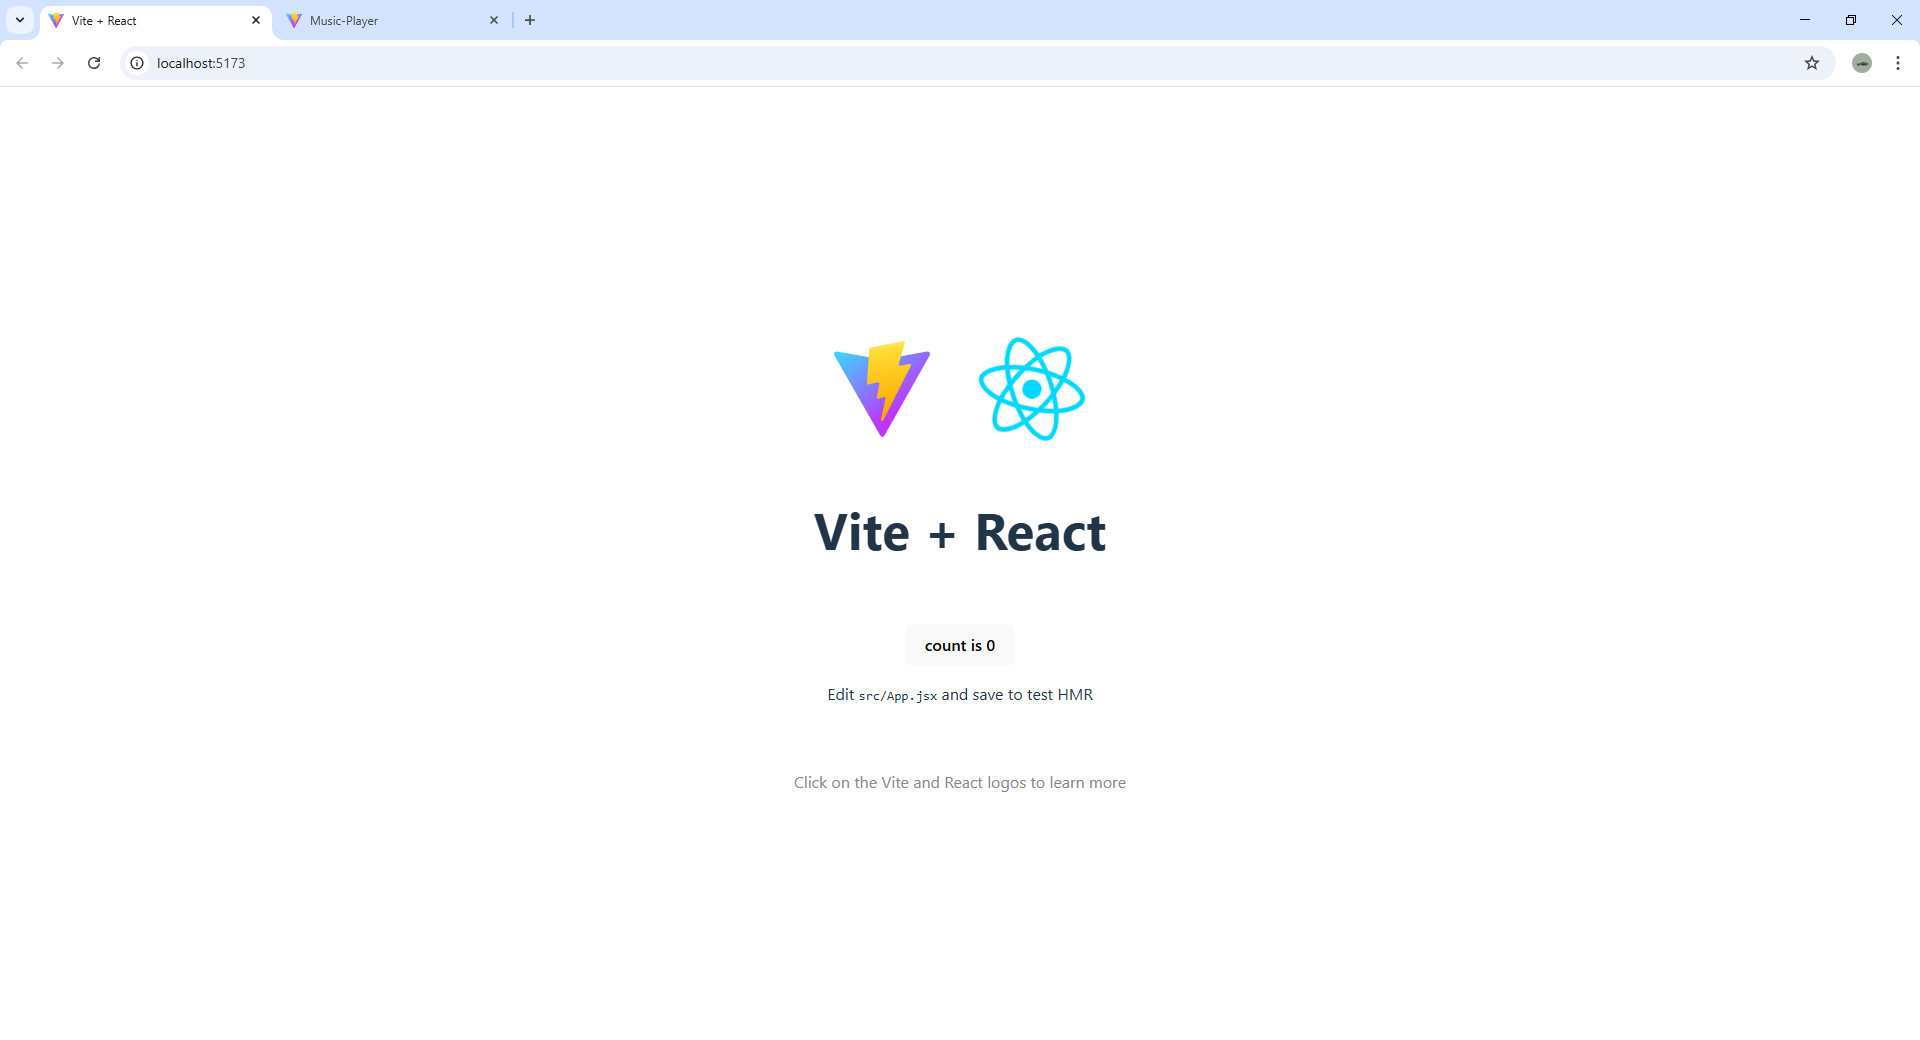 Vite + React
Music-Player
localhost:5173
Vite + React
count is 0
Edit src/App.jsx and save to test HMR
Click on the Vite and React logos to learn more